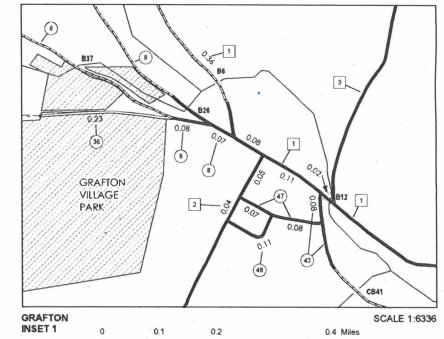 6
B37
8
0.36
1
B6
3
B26
0.23
36
0.08
6
0.07
8
0.08
1
0.11
0.02
B12
1
GRAFTON
VILLAGE
PARK
2
0.05
0.04
47
0.07
0.08
0.08
0.11
48
43
CB41
GRAFTON
INSET 1
SCALE 1:6336
0 0.1 0.2 0.4 Miles